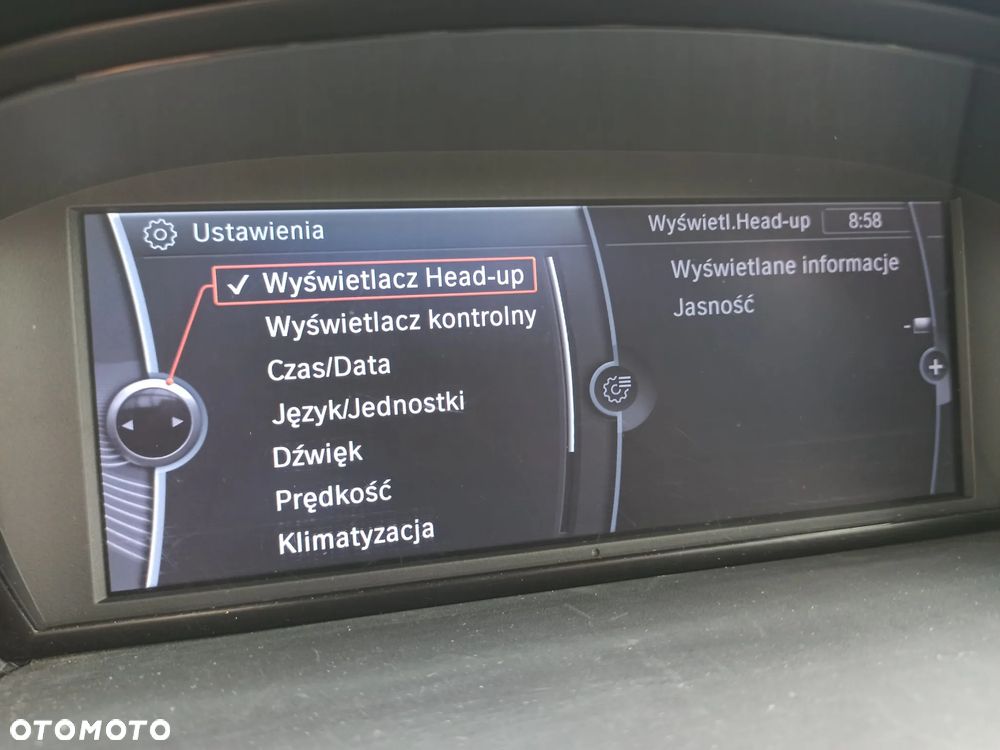 Ustawienia
✓ Wyświetlacz Head-up
Wyświetlacz kontrolny
Czas/Data
Język/Jednostki
Dźwięk
Prędkość
Klimatyzacja
Wyświetl.Head-up 8:58
Wyświetlane informacje
Jasność
OTOMOTO